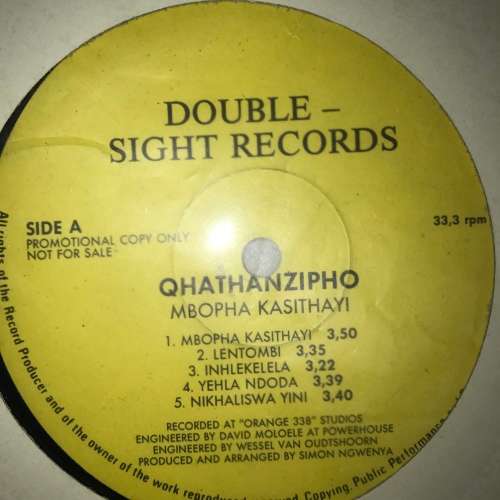 DOUBLE –
SIGHT RECORDS
SIDE A
PROMOTIONAL COPY ONLY
NOT FOR SALE
33,3 rpm
QHATHANZIPHO
MBOPHA KASITHAYI
1. MBOPHA KASITHAYI 3,50
2. LENTOMBI 3,35
3. INHLEKELELA 3,22
4. YEHLA NDODA 3,39
5. NIKHALISWA YINI 3,40
RECORDED AT "ORANGE 338" STUDIOS
ENGINEERED BY DAVID MOLOELE AT POWERHOUSE
ENGINEERED BY WESSEL VAN OUDTSHOORN
PRODUCED AND ARRANGED BY SIMON NGWENYA
All rights of the Record Producer and of the owner of the work reproduced reserved Copying Public Performance